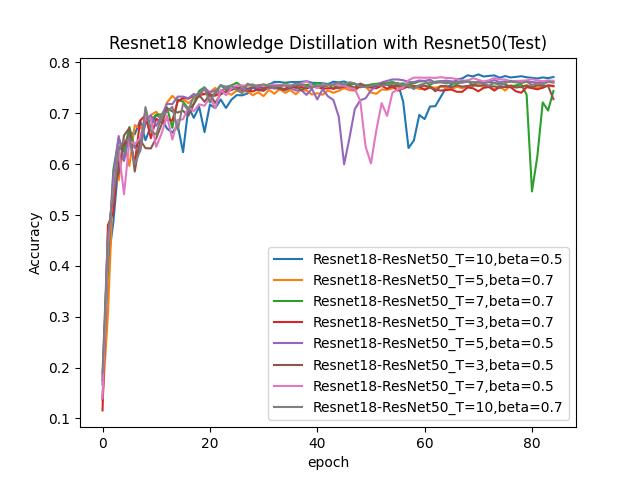 Resnet18 Knowledge Distillation with Resnet50(Test)
0.8
0.7
0.6
0.5
0.4
0.3
0.2
0.1
Accuracy
Resnet18-ResNet50_T=10,beta=0.5
Resnet18-ResNet50_T=5,beta=0.7
Resnet18-ResNet50_T=7,beta=0.7
Resnet18-ResNet50_T=3,beta=0.7
Resnet18-ResNet50_T=5,beta=0.5
Resnet18-ResNet50_T=3,beta=0.5
Resnet18-ResNet50_T=7,beta=0.5
Resnet18-ResNet50_T=10,beta=0.7
0 20 40 60 80
epoch